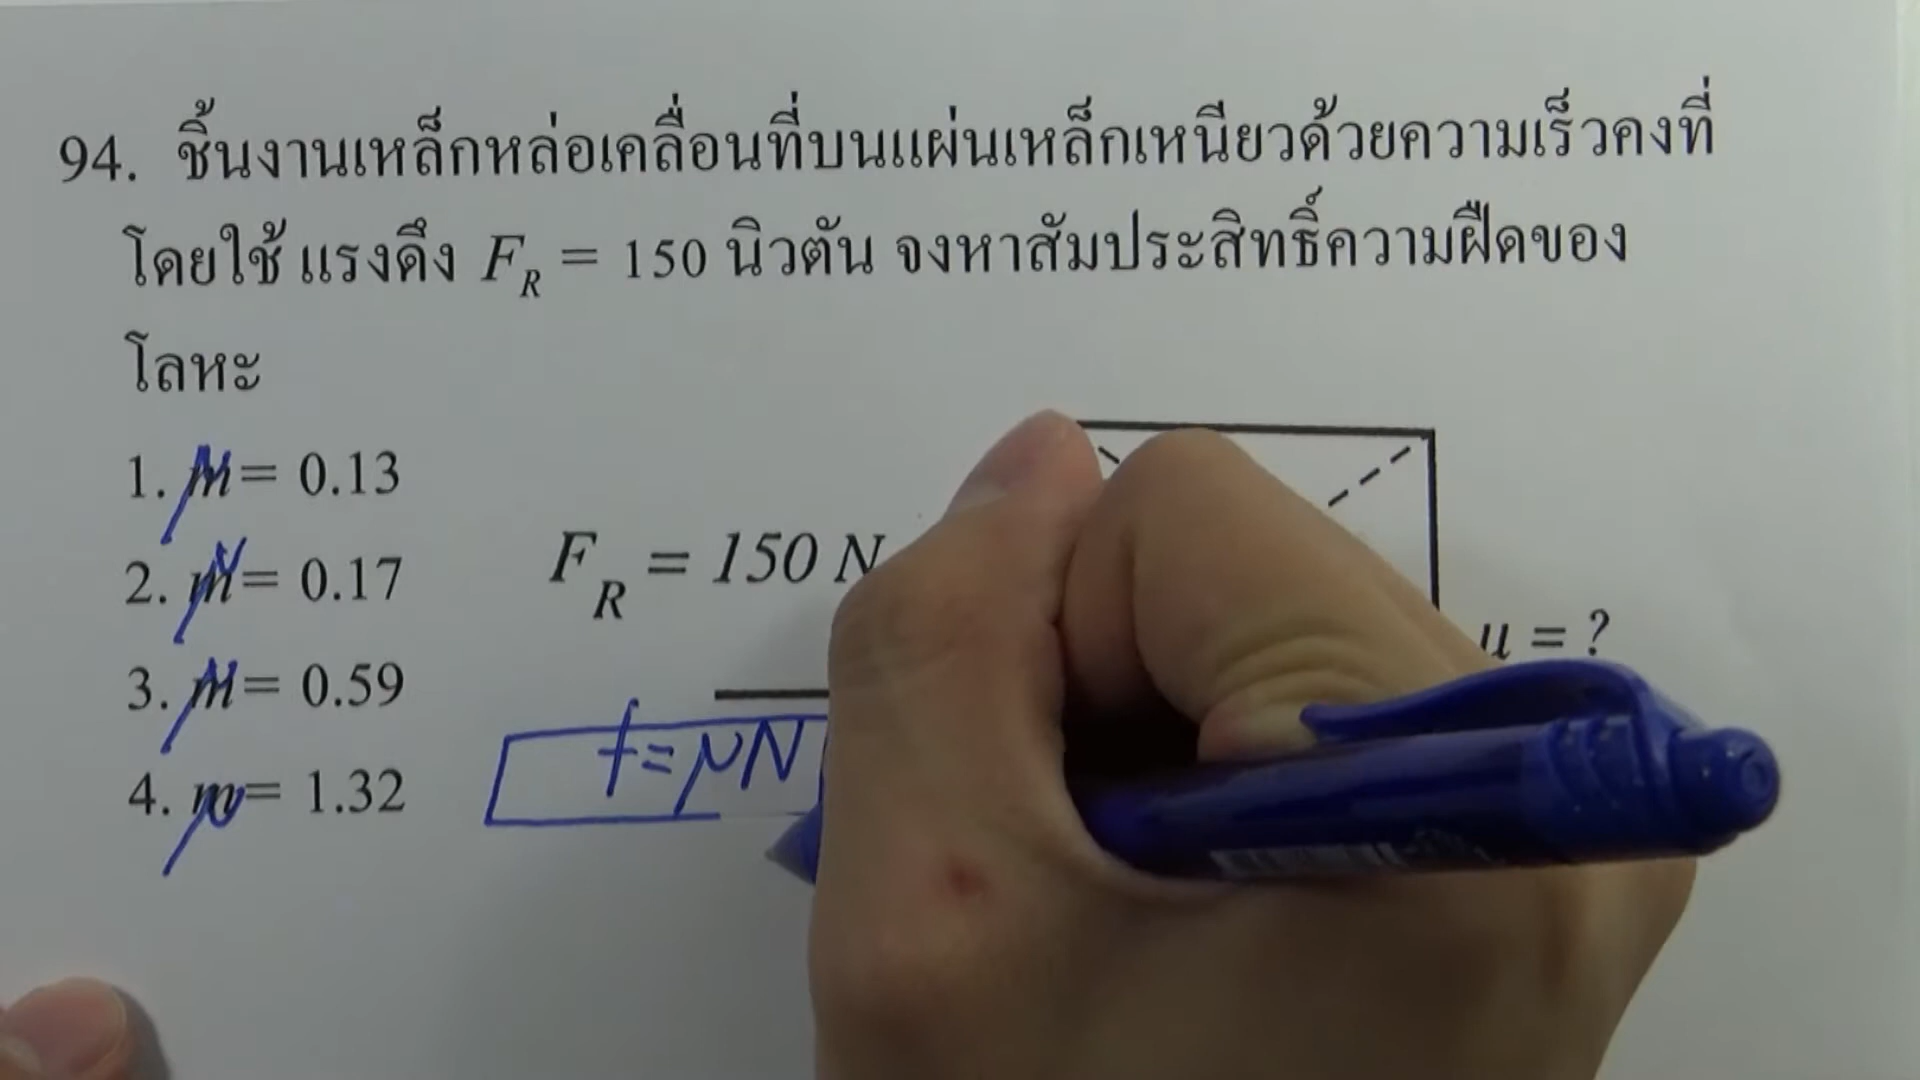 94. ชิ้นงานเหล็กหล่อเคลื่อนที่บนแผ่นเหล็กเหนียวด้วยความเร็วคงที่
โดยใช้ แรงดึง F_R = 150 นิวตัน จงหาสัมประสิทธิ์ความฝืดของ
โลหะ
1. μ = 0.13
2. μ = 0.17
3. μ = 0.59
4. μ = 1.32
F_R = 150 N
μ = ?
f = μN